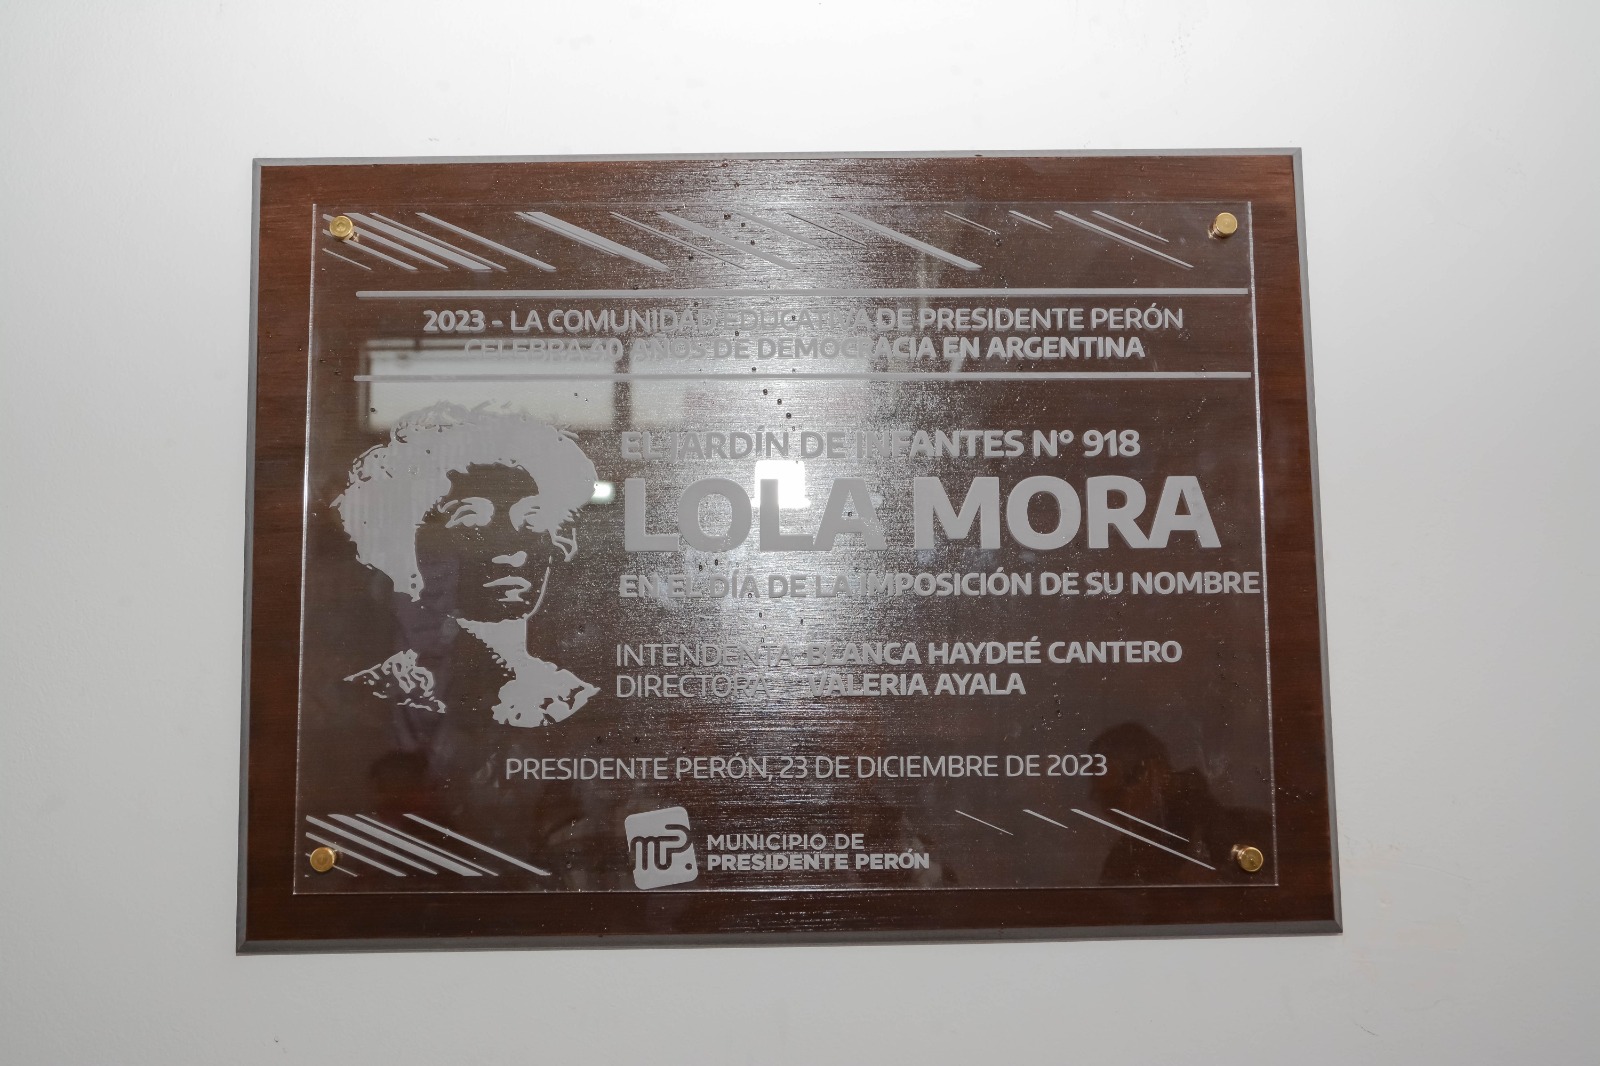 2023 - LA COMUNIDAD EDUCATIVA DE PRESIDENTE PERÓN
CELEBRA 40 AÑOS DE DEMOCRACIA EN ARGENTINA
EL JARDÍN DE INFANTES Nº 918
LOLA MORA
EN EL DÍA DE LA IMPOSICIÓN DE SU NOMBRE
INTENDENTA: BLANCA HAYDEÉ CANTERO
DIRECTORA: VALERIA AYALA
PRESIDENTE PERÓN, 23 DE DICIEMBRE DE 2023
mP.
MUNICIPIO DE
PRESIDENTE PERÓN